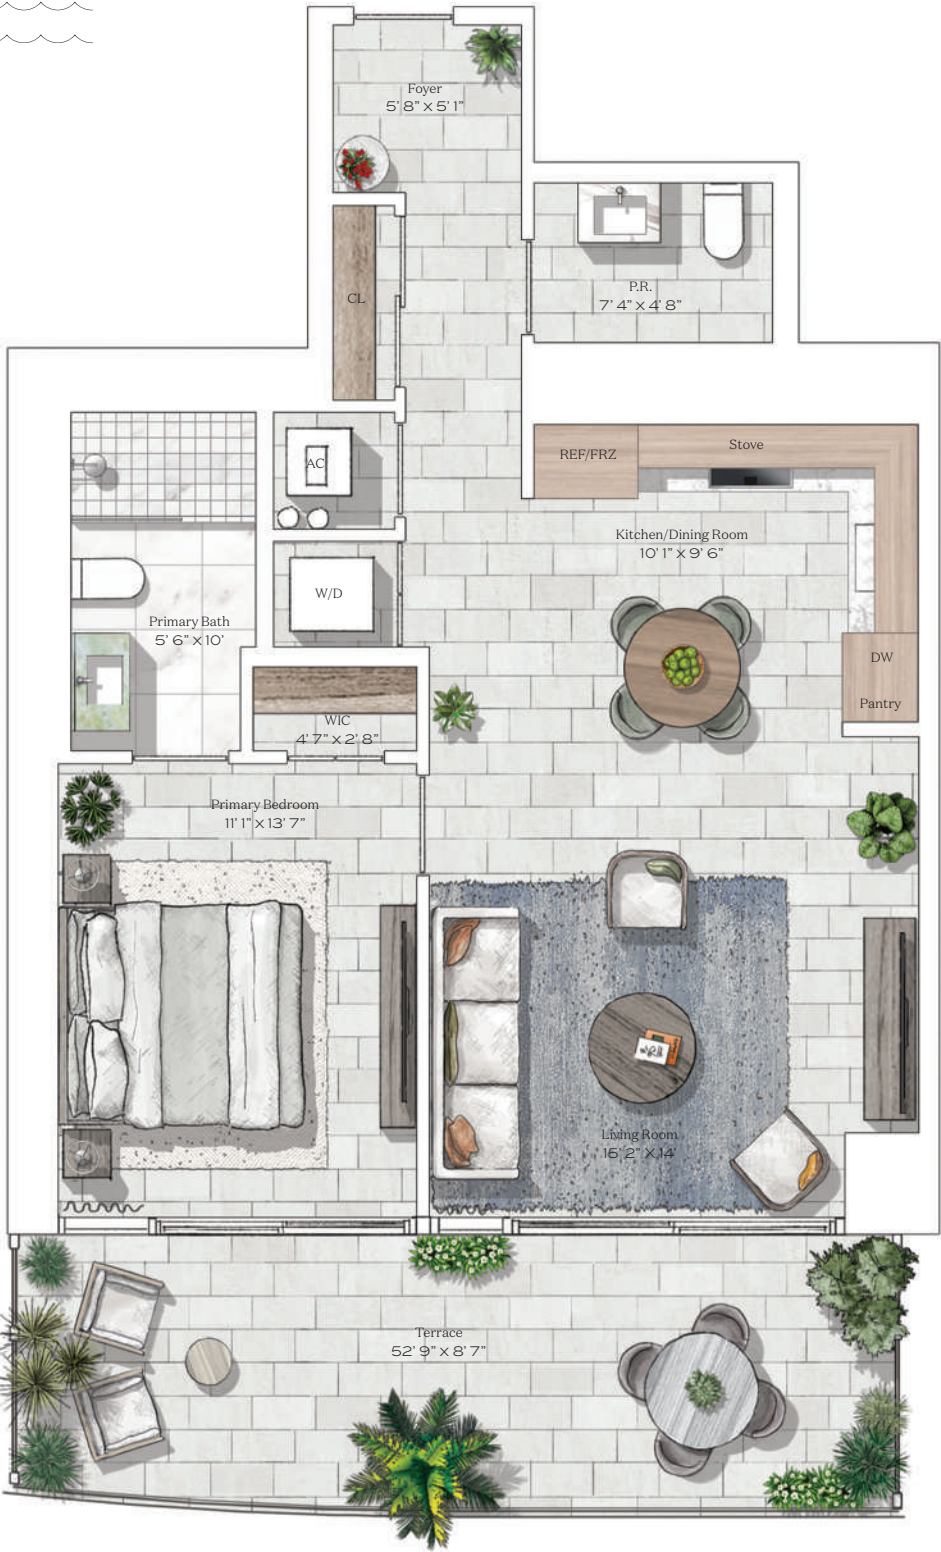 Foyer
5' 8" X 5' 1"
P.R.
7' 4" X 4' 8"
CL
Stove
REF/FRZ
AC
Kitchen/Dining Room
10' 1" X 9' 6"
W/D
Primary Bath
5' 6" X 10'
DW
Pantry
WIC
4' 7" X 2' 8"
Primary Bedroom
11' 1" X 13' 7"
Living Room
15' 2" X 14'
Terrace
52' 9" X 8' 7"